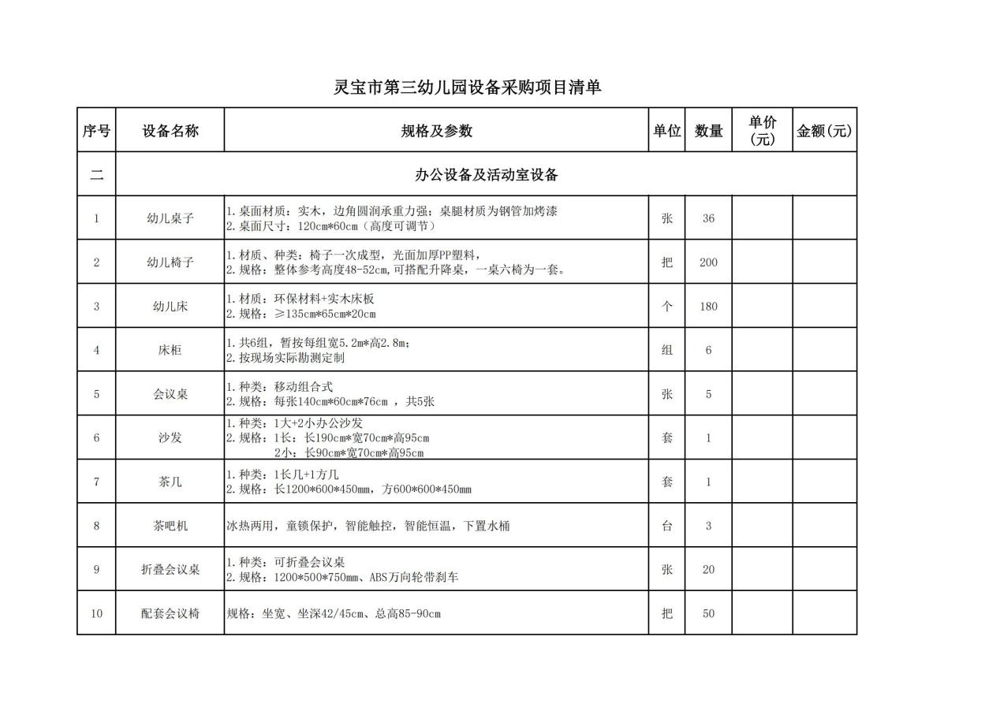 灵宝市第三幼儿园设备采购项目清单
序号 设备名称 规格及参数 单位 数量 单价(元) 金额(元)
二 办公设备及活动室设备
1 幼儿桌子 1.桌面材质：实木，边角圆润承重力强；桌腿材质为钢管加烤漆 张 36
2.桌面尺寸：120cm*60cm（高度可调节）
2 幼儿椅子 1.材质、种类：椅子一次成型，光面加厚PP塑料， 把 200
2.规格：整体参考高度48-52cm,可搭配升降桌，一桌六椅为一套。
3 幼儿床 1.材质：环保材料+实木床板 个 180
2.规格：≥135cm*65cm*20cm
4 床柜 1.共6组，暂按每组宽5.2m*高2.8m； 组 6
2.按现场实际勘测定制
5 会议桌 1.种类：移动组合式 张 5
2.规格：每张140cm*60cm*76cm ，共5张
6 沙发 1.种类：1大+2小办公沙发 套 1
2.规格：1长：长190cm*宽70cm*高95cm
2小：长90cm*宽70cm*高95cm
7 茶几 1.种类：1长几+1方几 套 1
2.规格：长1200*600*450mm，方600*600*450mm
8 茶吧机 冰热两用，童锁保护，智能触控，智能恒温，下置水桶 台 3
9 折叠会议桌 1.种类：可折叠会议桌 张 20
2.规格：1200*500*750mm、ABS万向轮带刹车
10 配套会议椅 规格：坐宽、坐深42/45cm、总高85-90cm 把 50